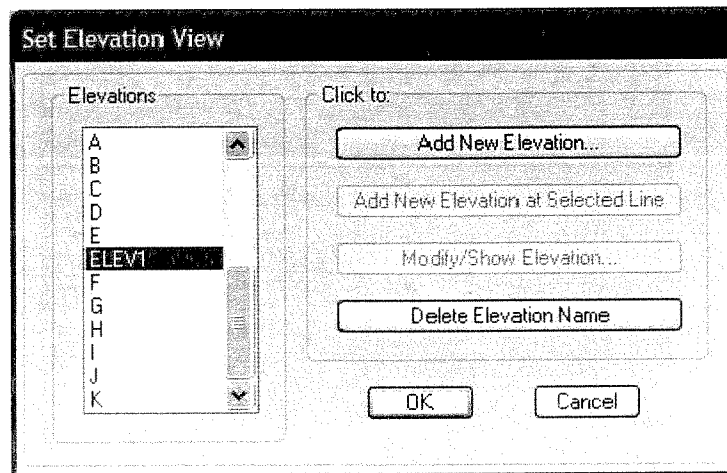 Set Elevation View
Elevations
A
B
C
D
E
ELEV1
F
G
H
I
J
K
Click to:
Add New Elevation...
Add New Elevation at Selected Line
Modify/Show Elevation...
Delete Elevation Name
OK
Cancel